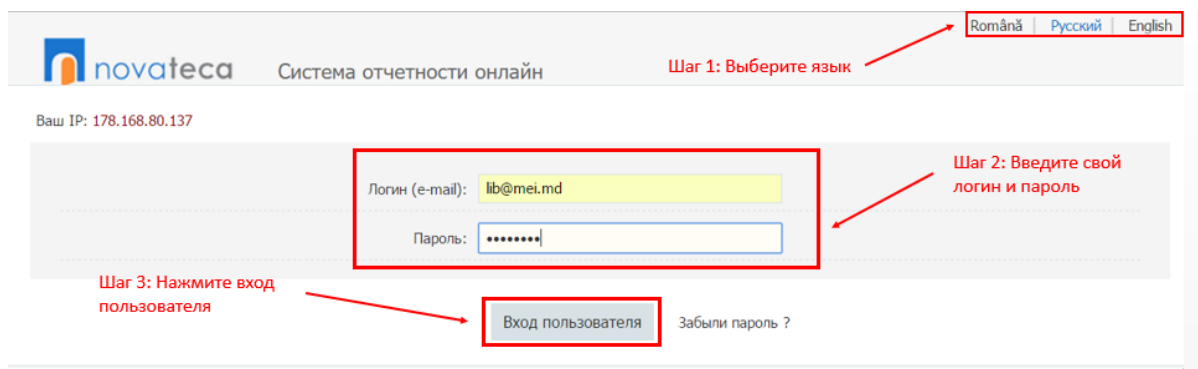 Română | Русский | English
novateca
Система отчетности онлайн
Шаг 1: Выберите язык
Ваш IP: 178.168.80.137
Шаг 2: Введите свой
логин и пароль
Логин (e-mail): lib@mei.md
Пароль: ••••••••
Шаг 3: Нажмите вход
пользователя
Вход пользователя
Забыли пароль ?